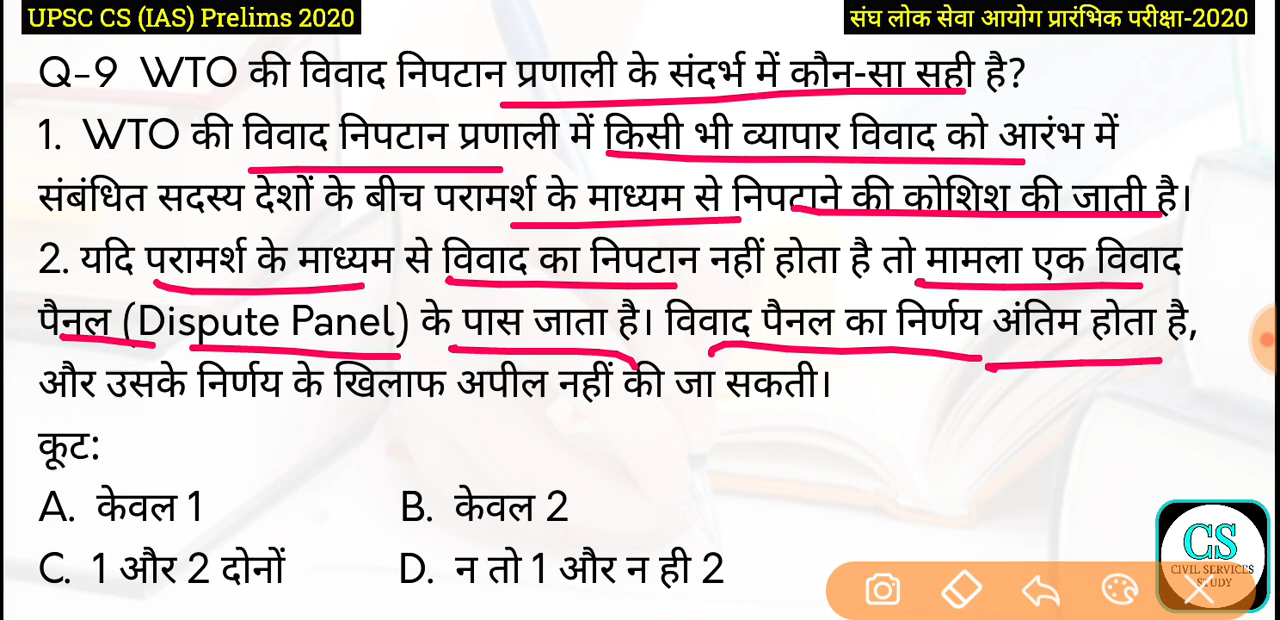 UPSC CS (IAS) Prelims 2020
संघ लोक सेवा आयोग प्रारंभिक परीक्षा-2020
Q-9 WTO की विवाद निपटान प्रणाली के संदर्भ में कौन-सा सही है?
1. WTO की विवाद निपटान प्रणाली में किसी भी व्यापार विवाद को आरंभ में
संबंधित सदस्य देशों के बीच परामर्श के माध्यम से निपटाने की कोशिश की जाती है।
2. यदि परामर्श के माध्यम से विवाद का निपटान नहीं होता है तो मामला एक विवाद
पैनल (Dispute Panel) के पास जाता है। विवाद पैनल का निर्णय अंतिम होता है,
और उसके निर्णय के खिलाफ अपील नहीं की जा सकती।
कूट:
A. केवल 1
B. केवल 2
C. 1 और 2 दोनों
D. न तो 1 और न ही 2
CS
CIVIL SERVICES
STUDY